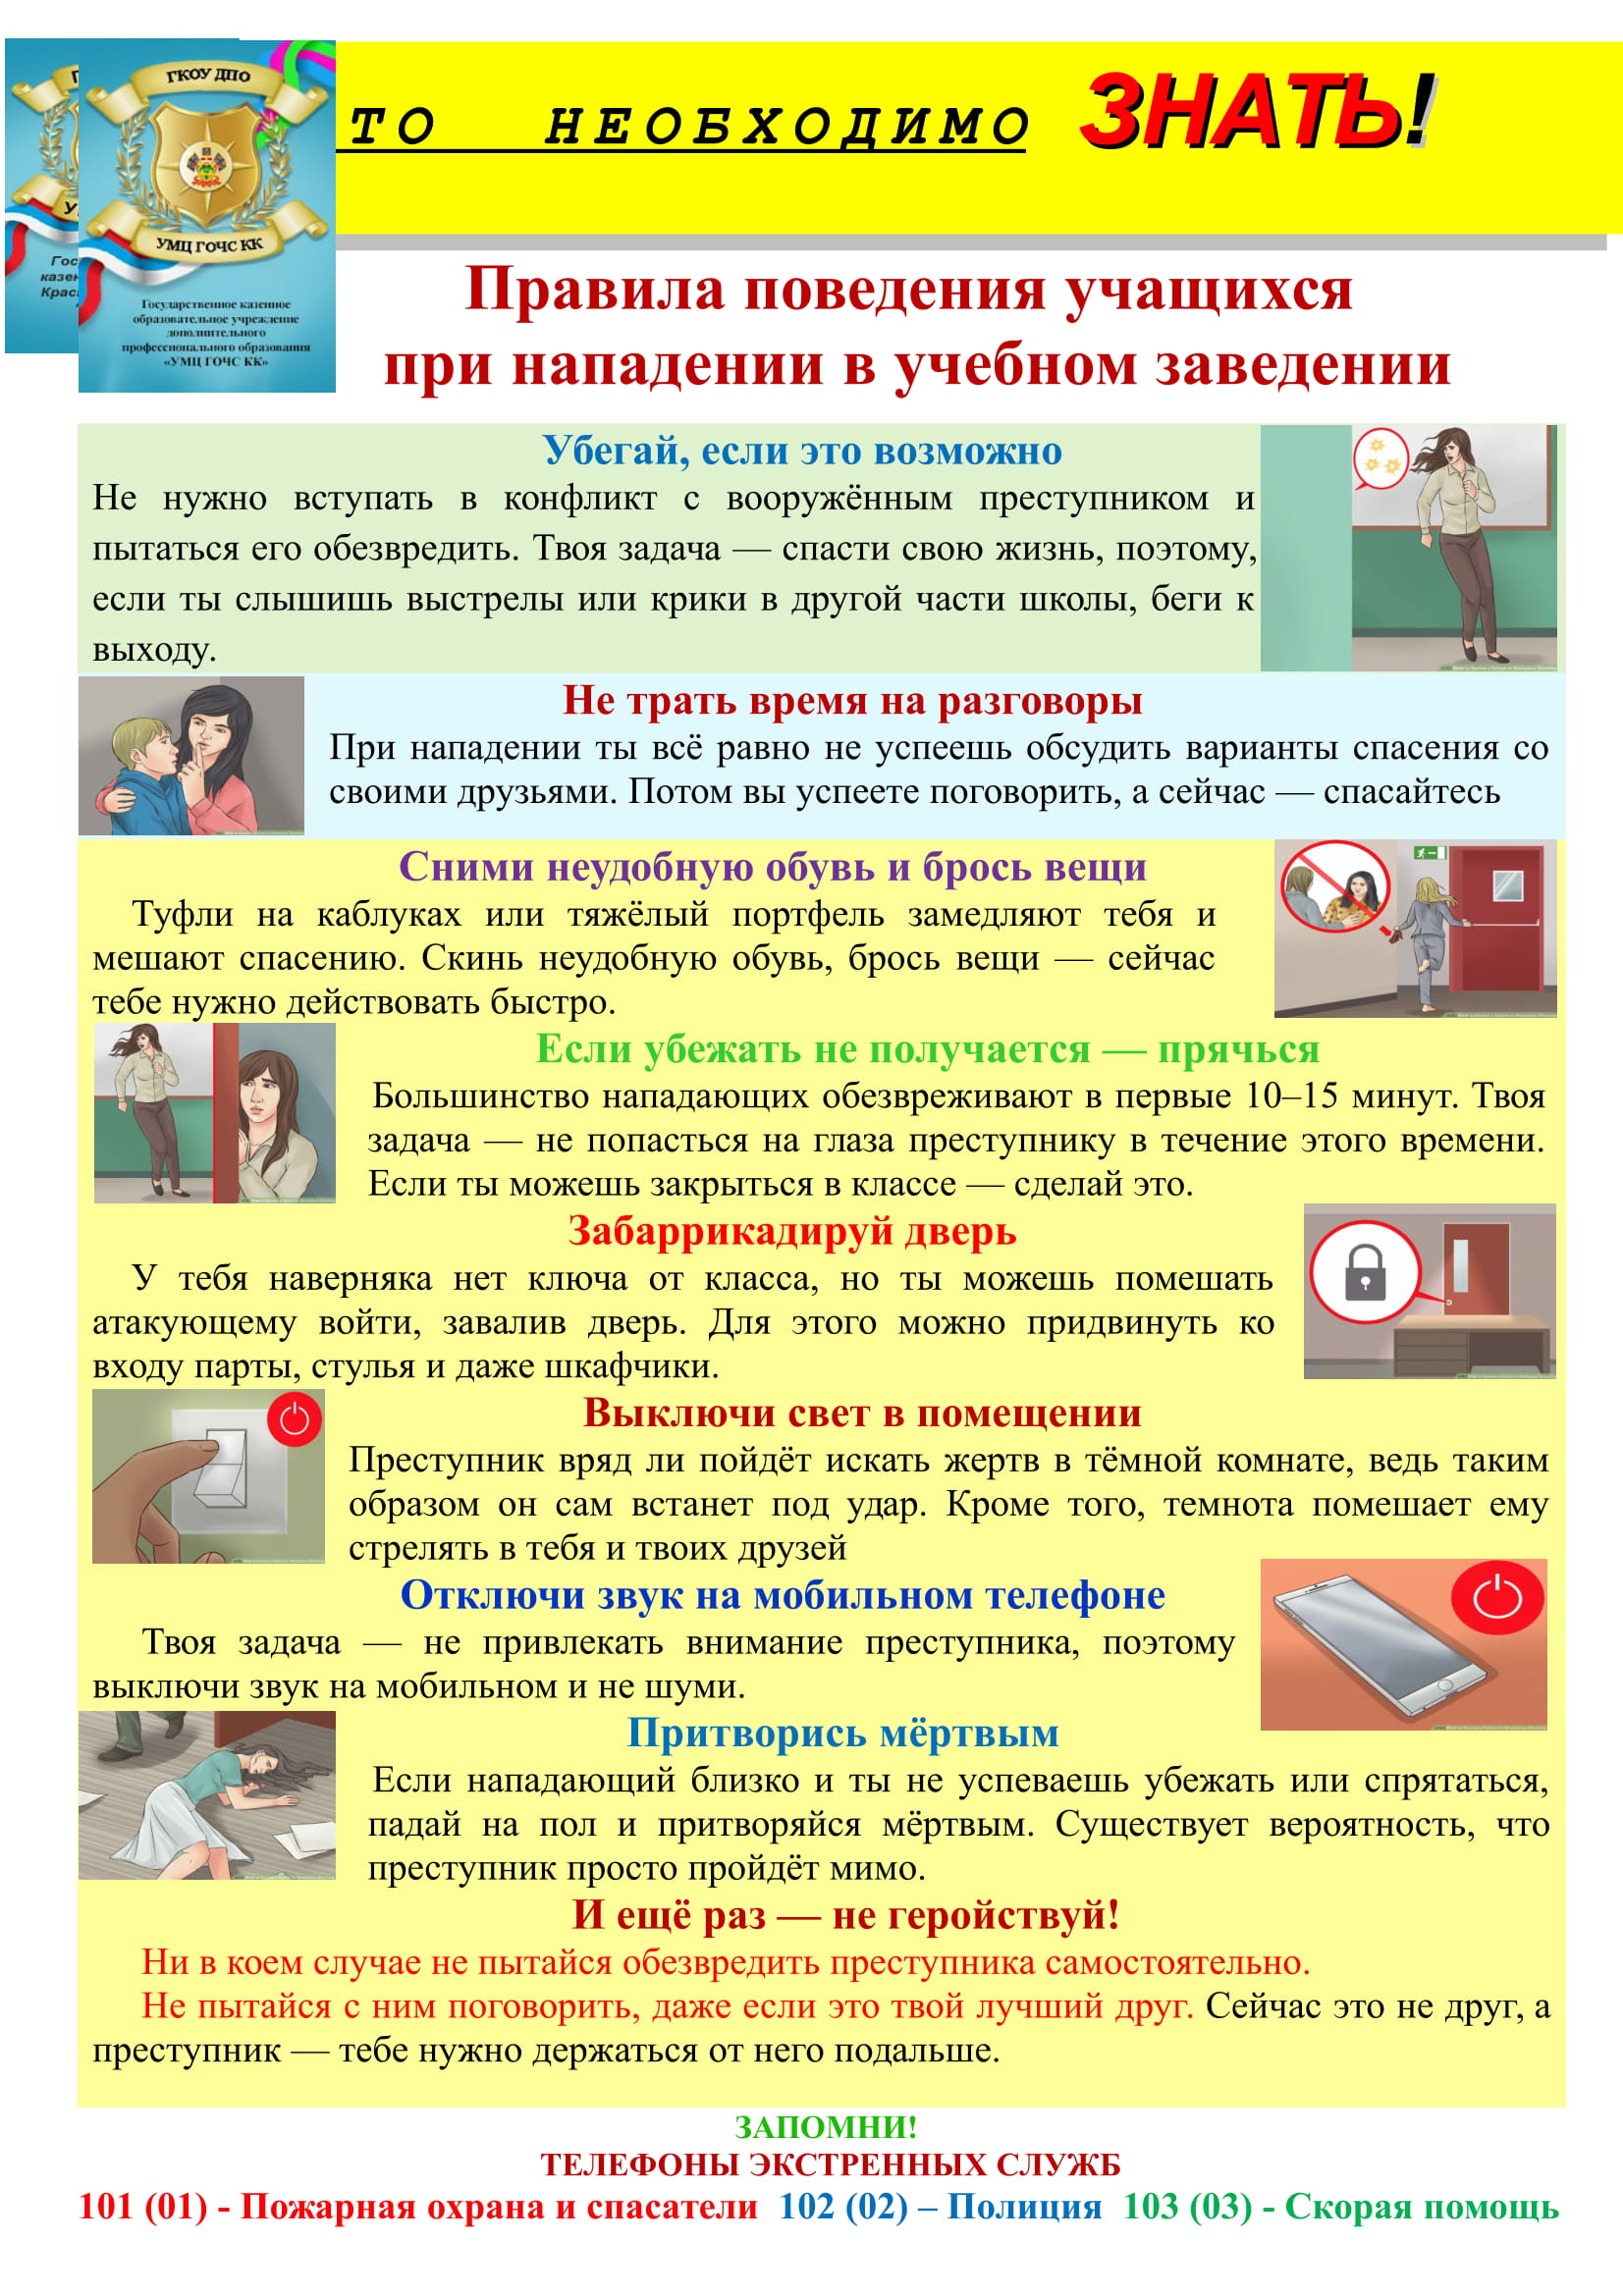 ТО НЕОБХОДИМО ЗНАТЬ!
ГКОУ ДПО
УМЦ ГОЧС КК
Государственное казенное
образовательное учреждение
дополнительного
профессионального образования
«УМЦ ГОЧС КК»
Правила поведения учащихся
при нападении в учебном заведении
Убегай, если это возможно
Не нужно вступать в конфликт с вооружённым преступником и
пытаться его обезвредить. Твоя задача — спасти свою жизнь, поэтому,
если ты слышишь выстрелы или крики в другой части школы, беги к
выходу.
Не трать время на разговоры
При нападении ты всё равно не успеешь обсудить варианты спасения со
своими друзьями. Потом вы успеете поговорить, а сейчас — спасайтесь
Сними неудобную обувь и брось вещи
Туфли на каблуках или тяжёлый портфель замедляют тебя и
мешают спасению. Скинь неудобную обувь, брось вещи — сейчас
тебе нужно действовать быстро.
Если убежать не получается — прячься
Большинство нападающих обезвреживают в первые 10–15 минут. Твоя
задача — не попасться на глаза преступнику в течение этого времени.
Если ты можешь закрыться в классе — сделай это.
Забаррикадируй дверь
У тебя наверняка нет ключа от класса, но ты можешь помешать
атакующему войти, завалив дверь. Для этого можно придвинуть ко
входу парты, стулья и даже шкафчики.
Выключи свет в помещении
Преступник вряд ли пойдёт искать жертв в тёмной комнате, ведь таким
образом он сам встанет под удар. Кроме того, темнота помешает ему
стрелять в тебя и твоих друзей
Отключи звук на мобильном телефоне
Твоя задача — не привлекать внимание преступника, поэтому
выключи звук на мобильном и не шуми.
Притворись мёртвым
Если нападающий близко и ты не успеваешь убежать или спрятаться,
падай на пол и притворяйся мёртвым. Существует вероятность, что
преступник просто пройдёт мимо.
И ещё раз — не геройствуй!
Ни в коем случае не пытайся обезвредить преступника самостоятельно.
Не пытайся с ним поговорить, даже если это твой лучший друг. Сейчас это не друг, а
преступник — тебе нужно держаться от него подальше.
ЗАПОМНИ!
ТЕЛЕФОНЫ ЭКСТРЕННЫХ СЛУЖБ
101 (01) - Пожарная охрана и спасатели 102 (02) – Полиция 103 (03) - Скорая помощь